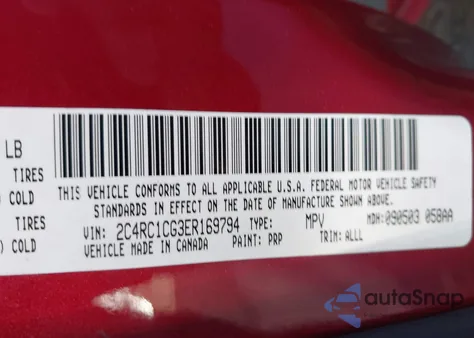 LB
TIRES
COLD
TIRES
) COLD
THIS VEHICLE CONFORMS TO ALL APPLICABLE U.S.A. FEDERAL MOTOR VEHICLE SAFETY
STANDARDS IN EFFECT ON THE DATE OF MANUFACTURE SHOWN ABOVE.
VIN: 2C4RC1CG3ER169794 TYPE: MPV MDH: 090503 058AA
VEHICLE MADE IN CANADA PAINT: PRP TRIM: ALLL
autoSnap